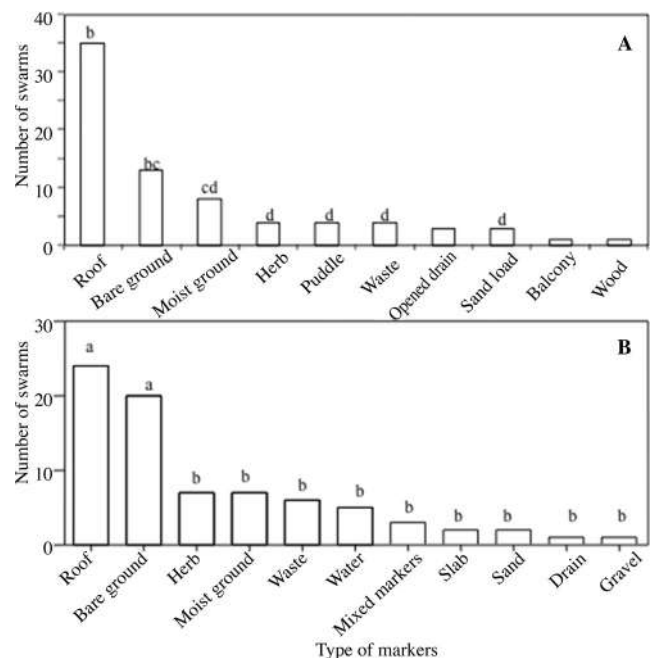 A
Number of swarms
40
30
20
10
0
b
bc
cd
d
d
d
d
Roof
Bare ground
Moist ground
Herb
Puddle
Waste
Opened drain
Sand load
Balcony
Wood
B
Number of swarms
30
20
10
0
a
a
b
b
b
b
b
b
b
b
b
Roof
Bare ground
Herb
Moist ground
Waste
Water
Mixed markers
Slab
Sand
Drain
Gravel
Type of markers